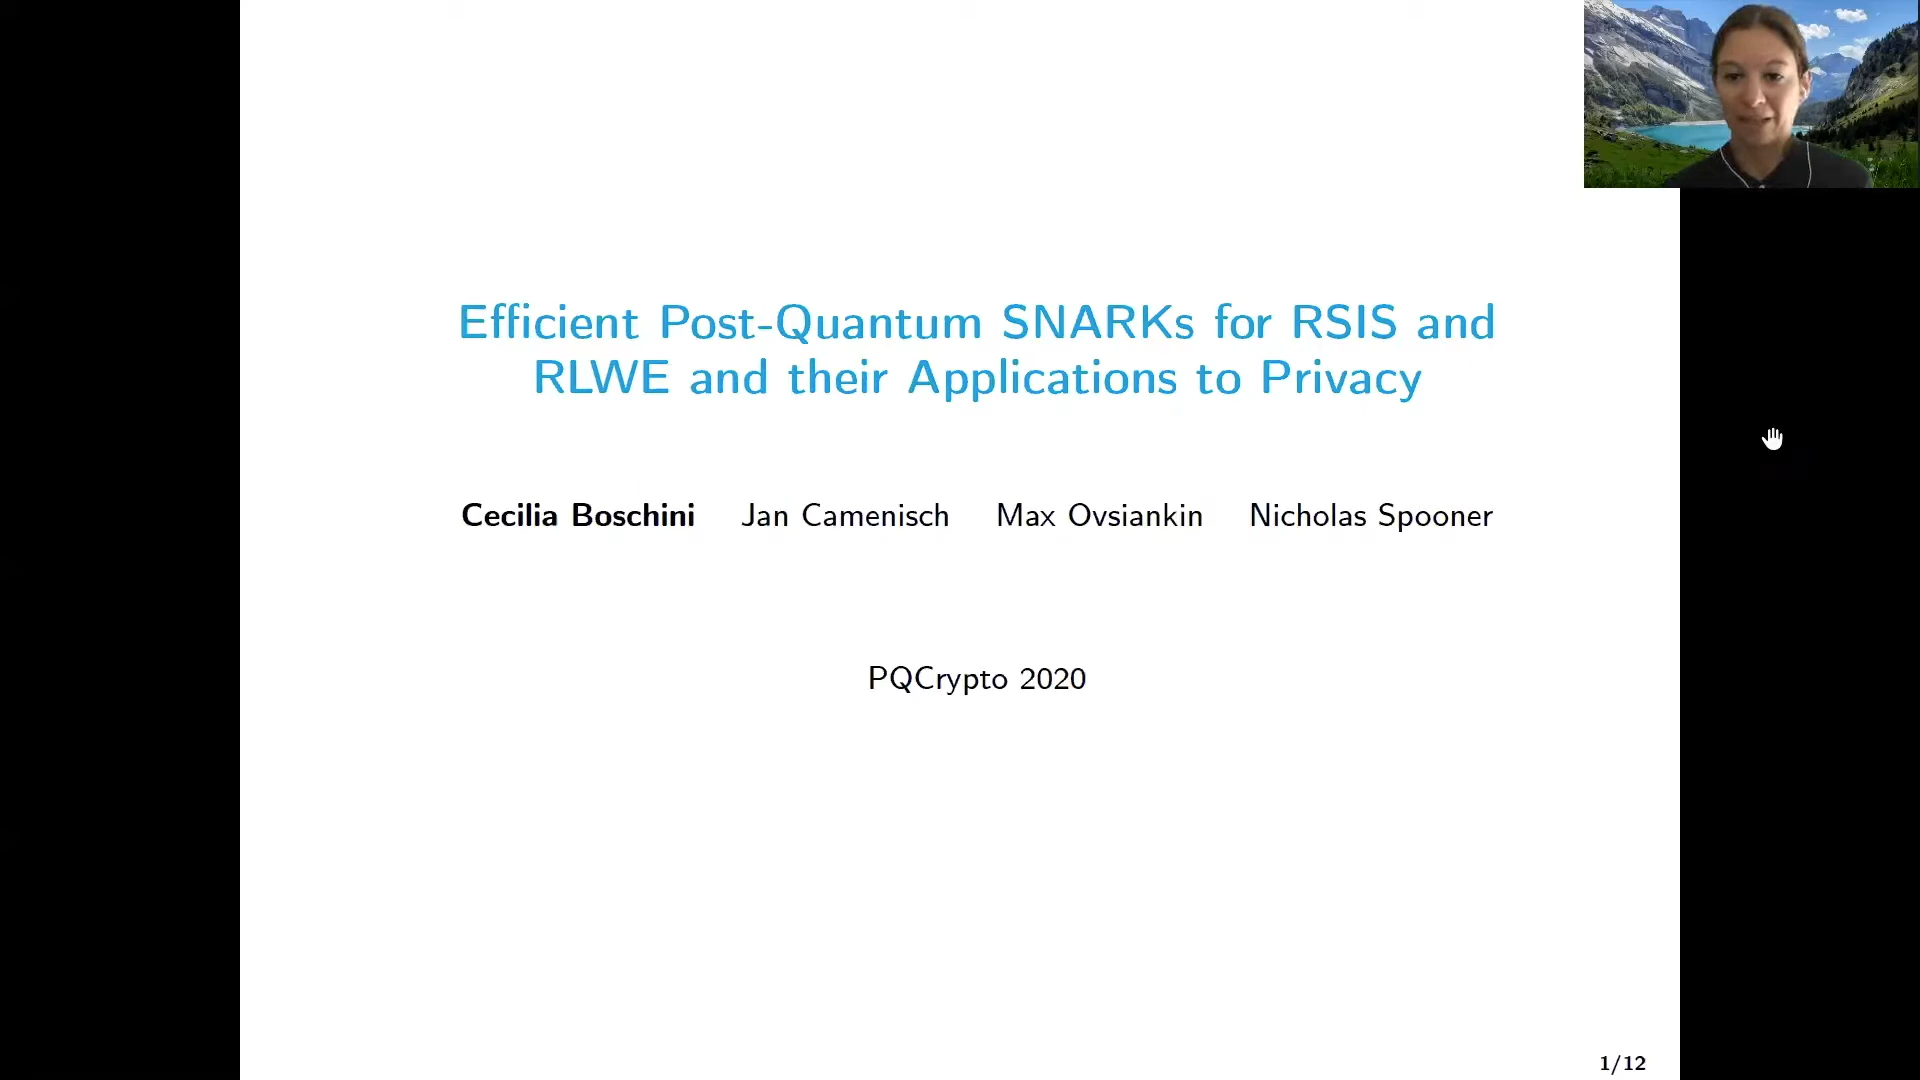 Efficient Post-Quantum SNARKs for RSIS and
RLWE and their Applications to Privacy
Cecilia Boschini Jan Camenisch Max Ovsiankin Nicholas Spooner
PQCrypto 2020
1/12